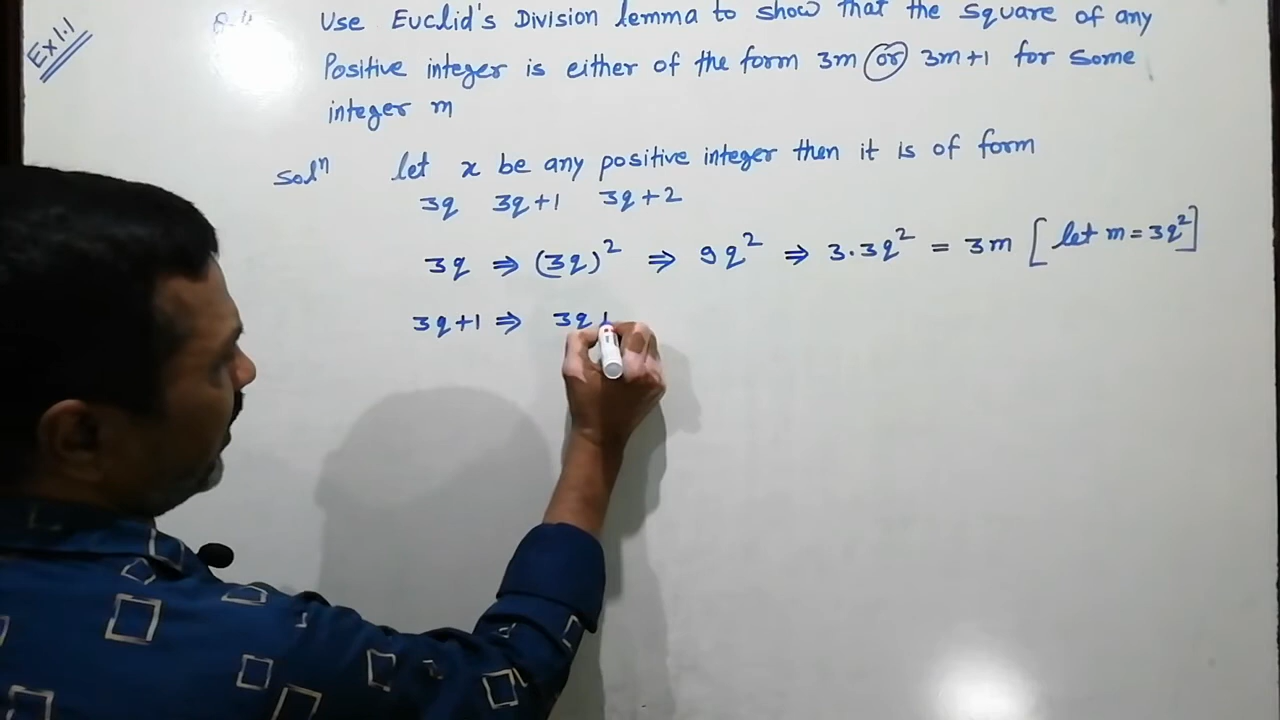 Ex 1.1
Use Euclid's Division lemma to show that the square of any
Positive integer is either of the form 3m or 3m+1 for some
integer m
Solⁿ let x be any positive integer then it is of form
3q 3q+1 3q+2
3q ⇒ (3q)² ⇒ 9q² ⇒ 3·3q² = 3m [let m=3q²]
3q+1 ⇒ 3q